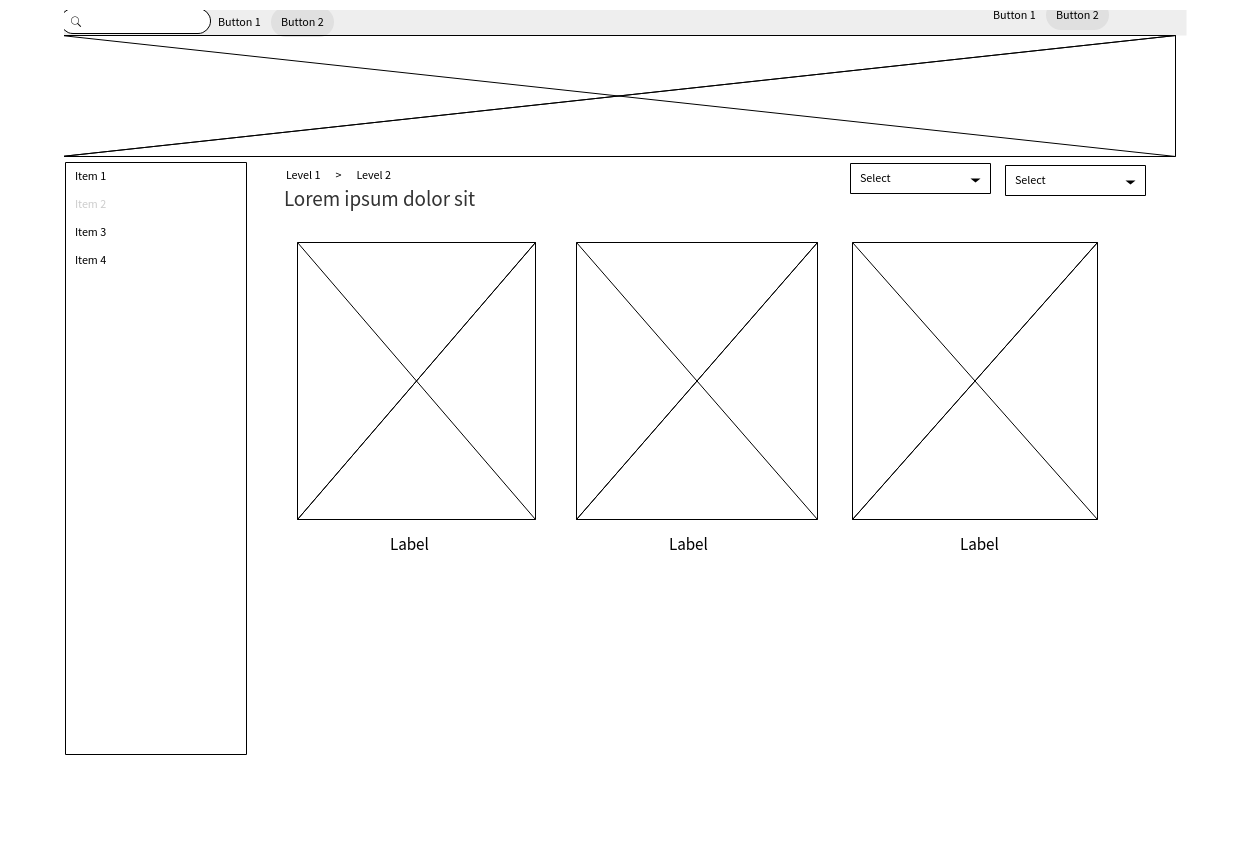 Button 1 Button 2 Button 1 Button 2
Item 1
Item 2
Item 3
Item 4
Level 1 > Level 2
Lorem ipsum dolor sit
Select Select
Label Label Label